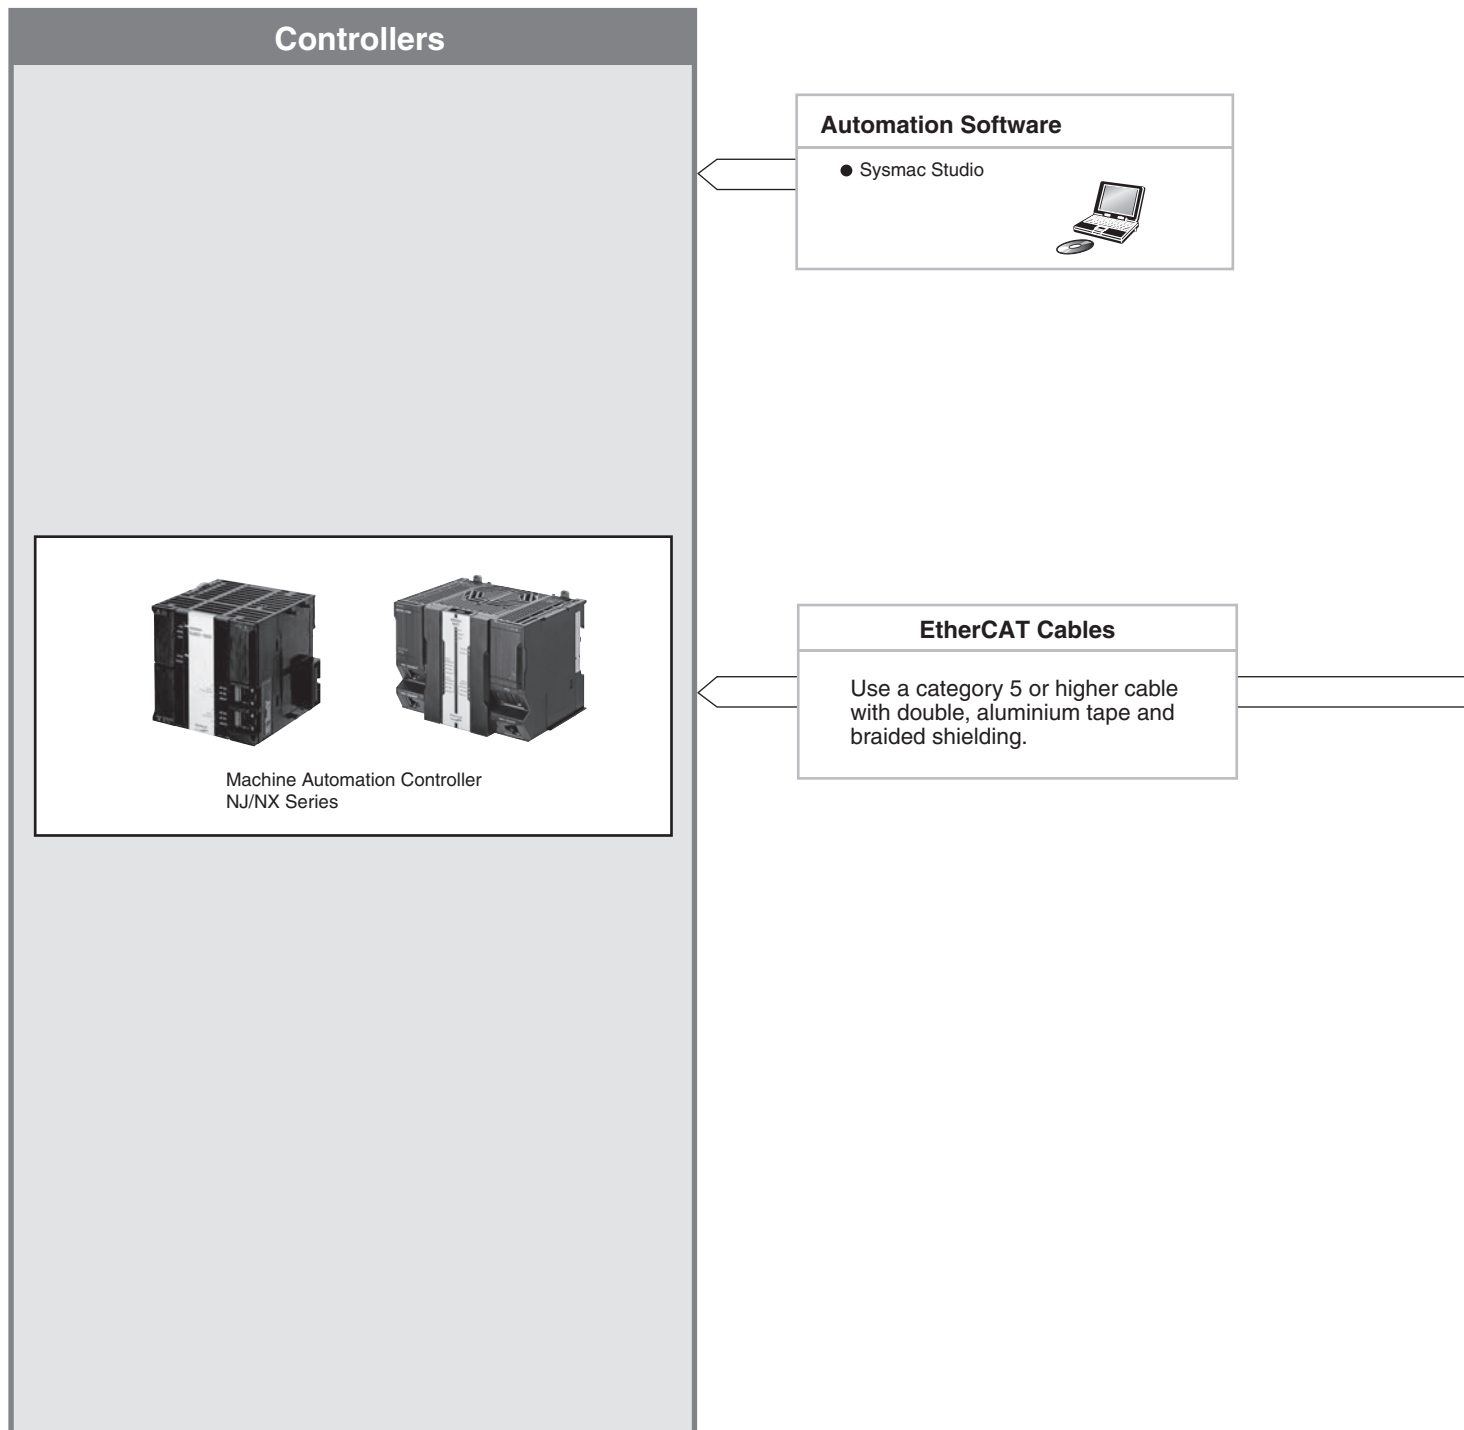 Controllers
Automation Software
● Sysmac Studio
EtherCAT Cables
Use a category 5 or higher cable
with double, aluminium tape and
braided shielding.
Machine Automation Controller
NJ/NX Series